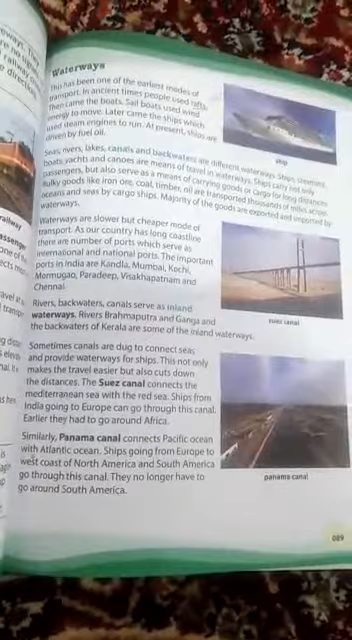 Waterways
This has been one of the earliest modes of
transport. In ancient times people used rafts,
then came the boats. Sail boats used wind
energy to move. Later came the ships which
used steam engines to run. At present, ships are
driven by fuel oil.
ship
Seas, rivers, lakes, canals and backwaters are different waterways. Ships, steamers,
boats, yachts and canoes are means of travel in waterways. Ships carry not only
passengers, but also serve as a means of carrying goods or cargo for long distances.
Bulky goods like iron ore, coal, timber, oil are transported thousands of miles across
oceans and seas by cargo ships. Majority of the goods are exported and imported by
waterways.
Waterways are slower but cheaper mode of
transport. As our country has long coastline
there are number of ports which serve as
international and national ports. The important
ports in India are Kandla, Mumbai, Kochi,
Mormugao, Paradeep, Visakhapatnam and
Chennai.
suez canal
Rivers, backwaters, canals serve as inland
waterways. Rivers Brahmaputra and Ganga and
the backwaters of Kerala are some of the inland waterways.
Sometimes canals are dug to connect seas
and provide waterways for ships. This not only
makes the travel easier but also cuts down
the distances. The Suez canal connects the
mediterranean sea with the red sea. Ships from
India going to Europe can go through this canal.
Earlier they had to go around Africa.
Similarly, Panama canal connects Pacific ocean
with Atlantic ocean. Ships going from Europe to
west coast of North America and South America
go through this canal. They no longer have to
go around South America.
panama canal
089
railway